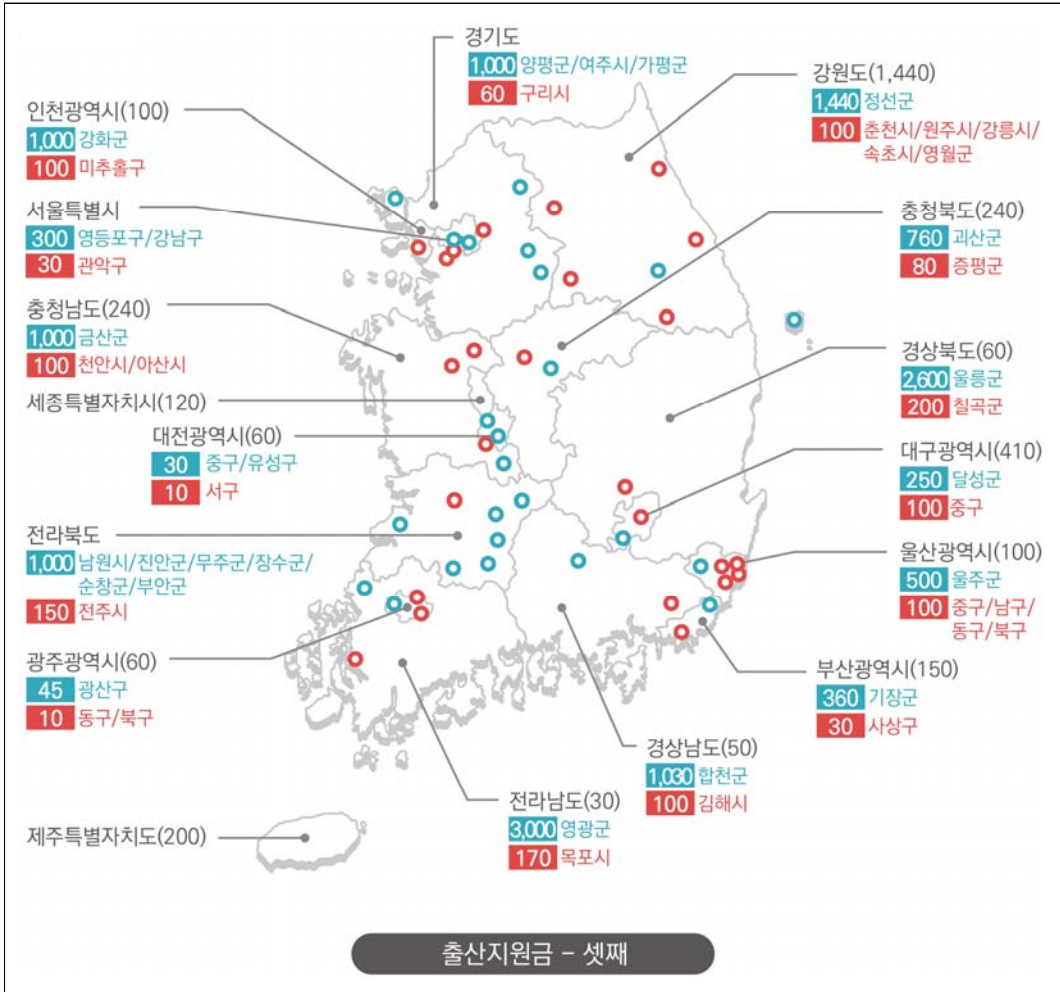 경기도
1,000 양평군/여주시/가평군
60 구리시
강원도(1,440)
1,440 정선군
100 춘천시/원주시/강릉시/
속초시/영월군
인천광역시(100)
1,000 강화군
100 미추홀구
서울특별시
300 영등포구/강남구
30 관악구
충청북도(240)
760 괴산군
80 증평군
충청남도(240)
1,000 금산군
100 천안시/아산시
세종특별자치시(120)
대전광역시(60)
30 중구/유성구
10 서구
경상북도(60)
2,600 울릉군
200 칠곡군
대구광역시(410)
250 달성군
100 중구
전라북도
1,000 남원시/진안군/무주군/장수군/
순창군/부안군
150 전주시
울산광역시(100)
500 울주군
100 중구/남구/
동구/북구
광주광역시(60)
45 광산구
10 동구/북구
부산광역시(150)
360 기장군
30 사상구
경상남도(50)
1,030 합천군
100 김해시
전라남도(30)
3,000 영광군
170 목포시
제주특별자치도(200)
출산지원금 - 셋째